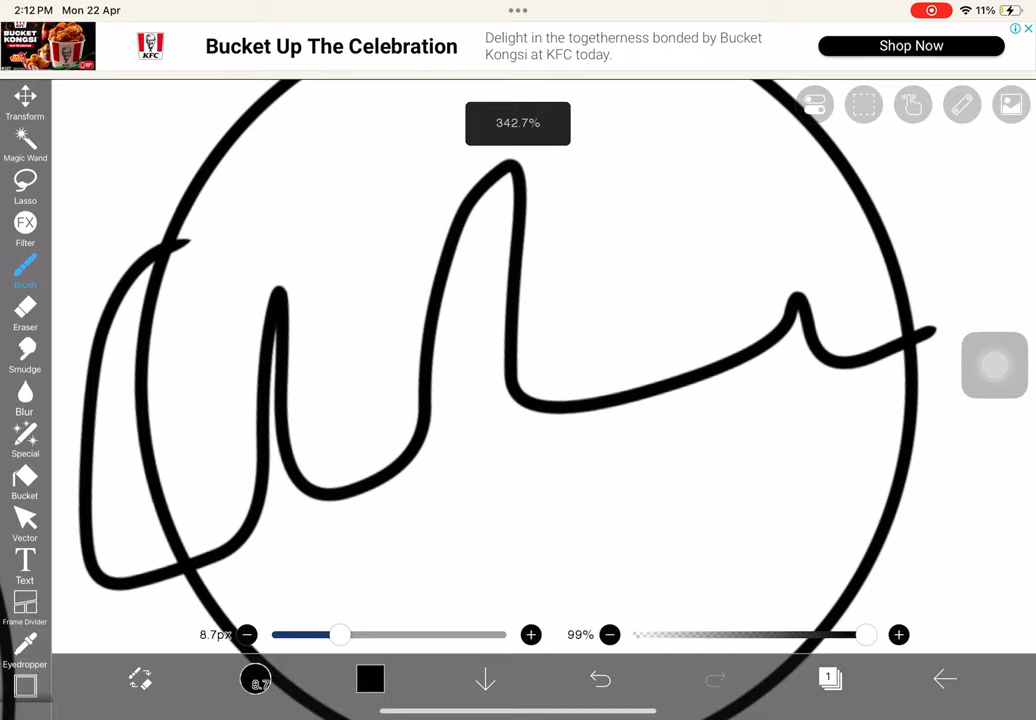 2:12 PM Mon 22 Apr
11%
BUCKET
KONGSI
KFC
Bucket Up The Celebration
Delight in the togetherness bonded by Bucket
Kongsi at KFC today.
Shop Now
342.7%
Transform
Magic Wand
Lasso
FX
Filter
Brush
Eraser
Smudge
Blur
Special
Bucket
Vector
T
Text
Frame Divider
Eyedropper
8.7px
99%
8.7
1